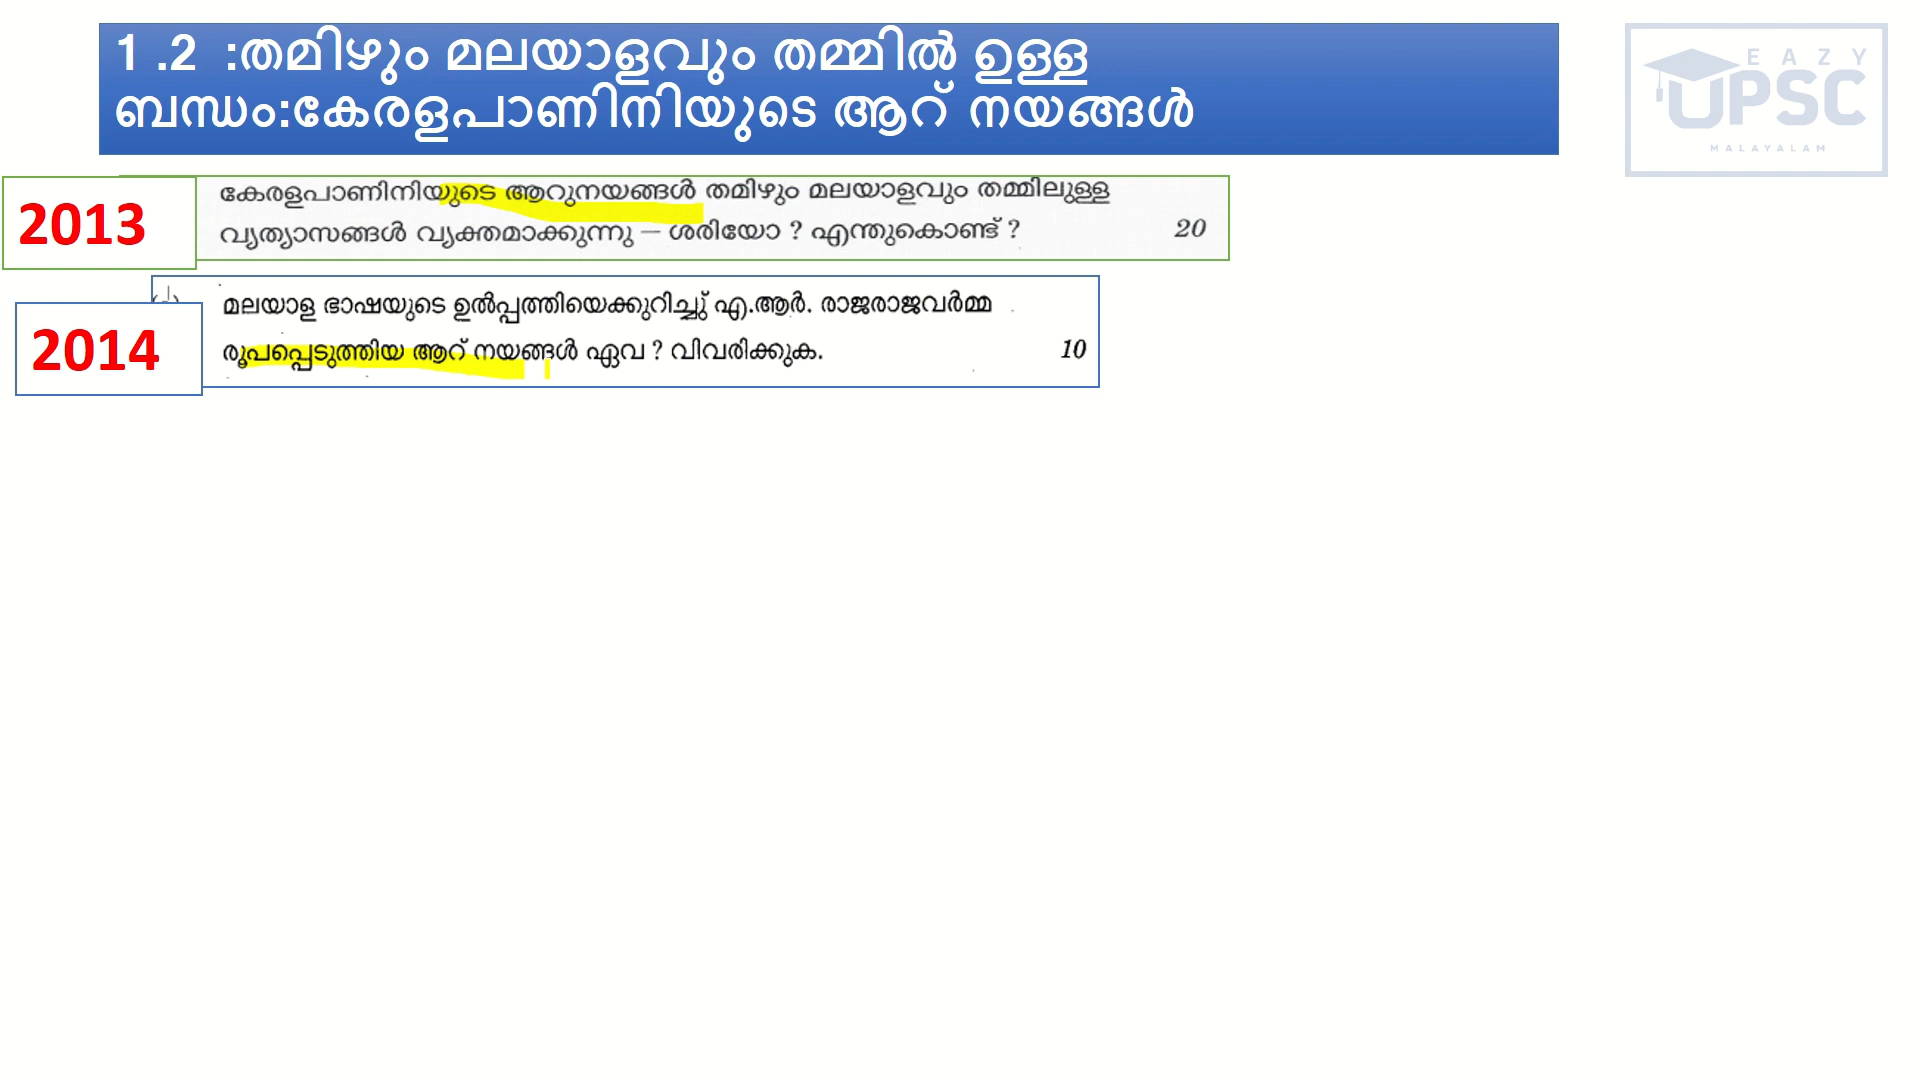 1 .2 :തമിഴും മലയാളവും തമ്മിൽ ഉള്ള
ബന്ധം:കേരളപാണിനിയുടെ ആറ് നയങ്ങൾ
EAZY
UPSC
MALAYALAM
2013
കേരളപാണിനിയുടെ ആറുനയങ്ങൾ തമിഴും മലയാളവും തമ്മിലുള്ള
വ്യത്യാസങ്ങൾ വ്യക്തമാക്കുന്നു — ശരിയോ ? എന്തുകൊണ്ട് ? 20
2014
മലയാള ഭാഷയുടെ ഉൽപ്പത്തിയെക്കുറിച്ചു് എ.ആർ. രാജരാജവർമ്മ
രൂപപ്പെടുത്തിയ ആറ് നയങ്ങൾ ഏവ ? വിവരിക്കുക. 10